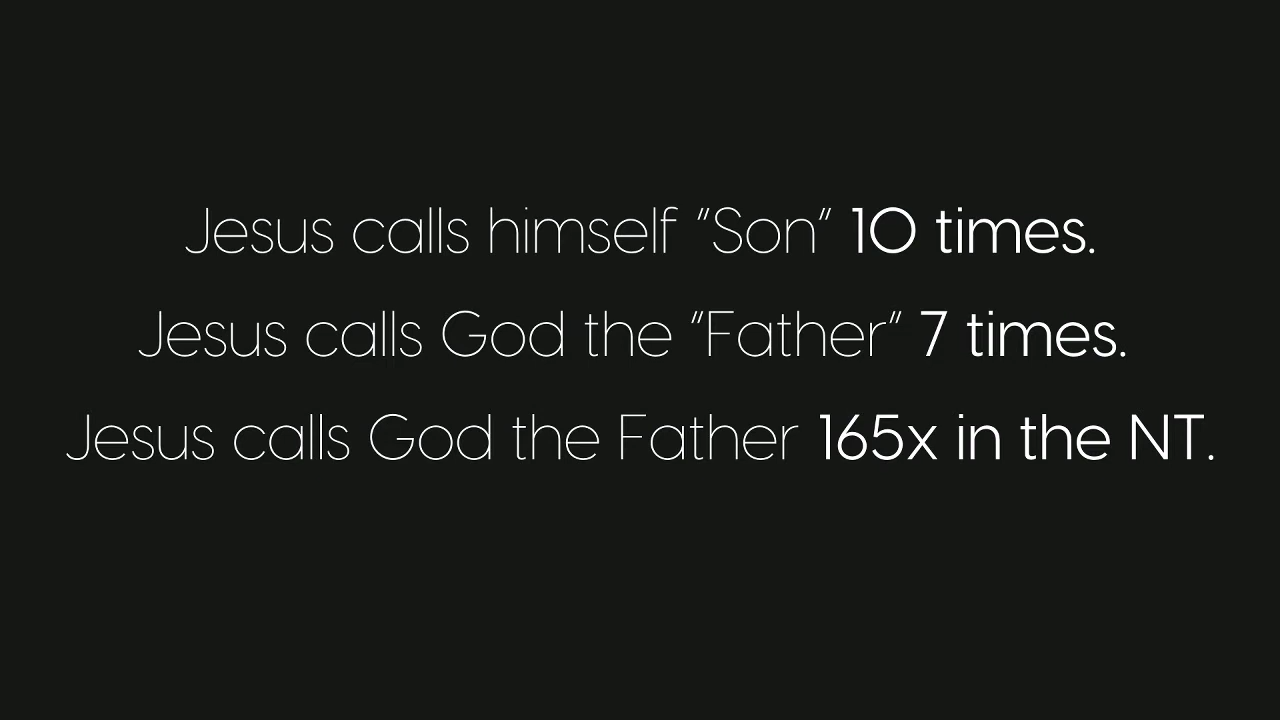 Jesus calls himself "Son" 10 times.
Jesus calls God the "Father" 7 times.
Jesus calls God the Father 165x in the NT.